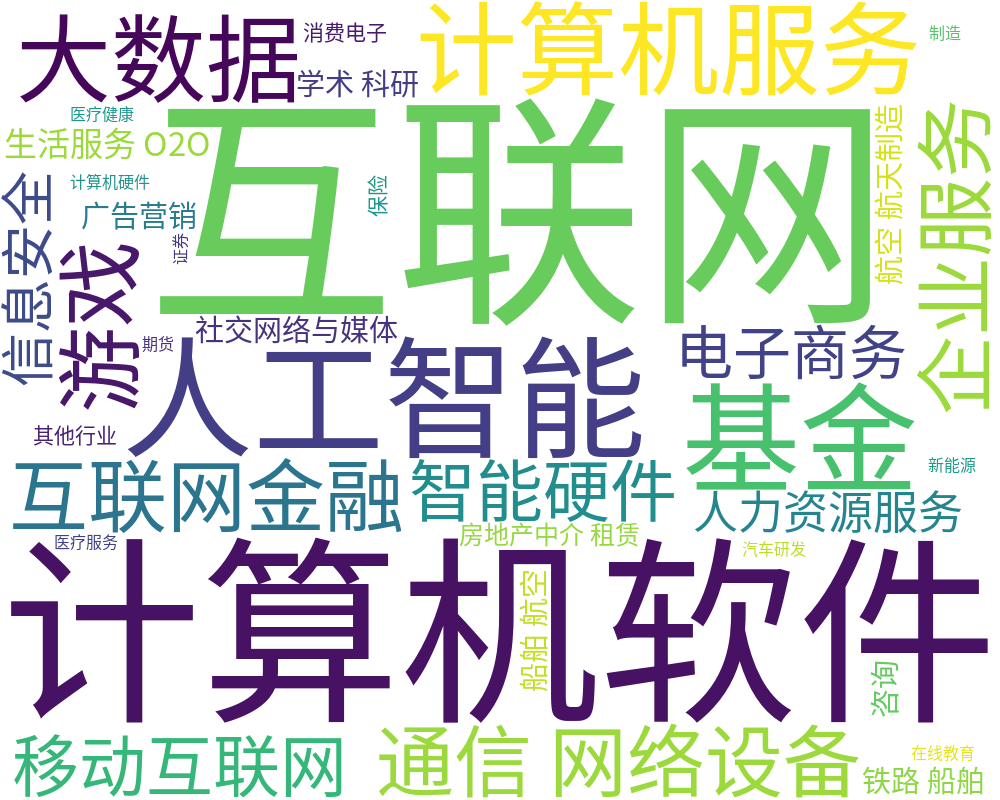 大数据
消费电子
计算机服务
制造
学术 科研
医疗健康
生活服务 O2O
互联网
航空 航天制造
企业服务
计算机硬件
保险
信息安全
广告营销
证券
游戏
社交网络与媒体
期货
电子商务
人工智能
基金
其他行业
互联网金融
智能硬件
新能源
人力资源服务
房地产中介 租赁
医疗服务
汽车研发
计算机软件
船舶 航空
咨询
移动互联网
通信 网络设备
在线教育
铁路 船舶